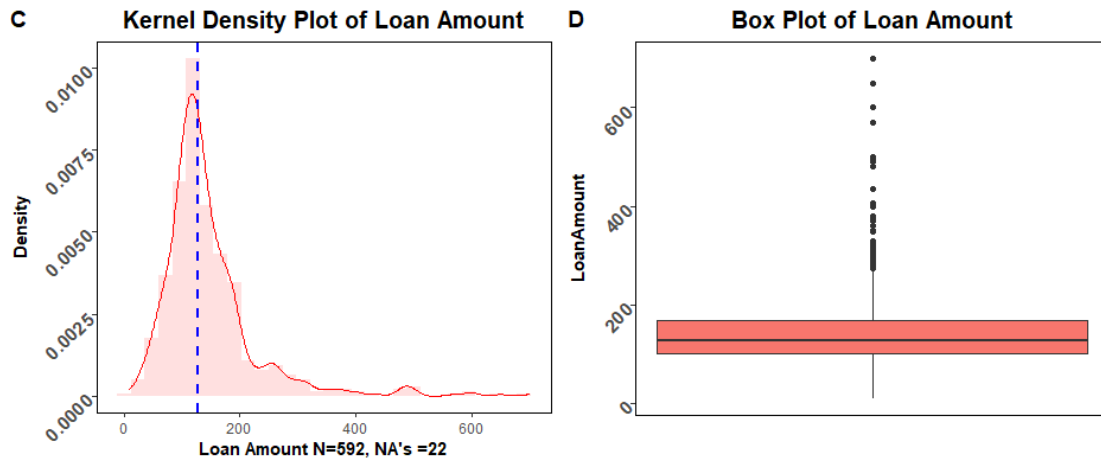 C
Kernel Density Plot of Loan Amount
Density
0.0100
0.0075
0.0050
0.0025
0.0000
0
200
400
600
Loan Amount N=592, NA's =22
D
Box Plot of Loan Amount
LoanAmount
600
400
200
0